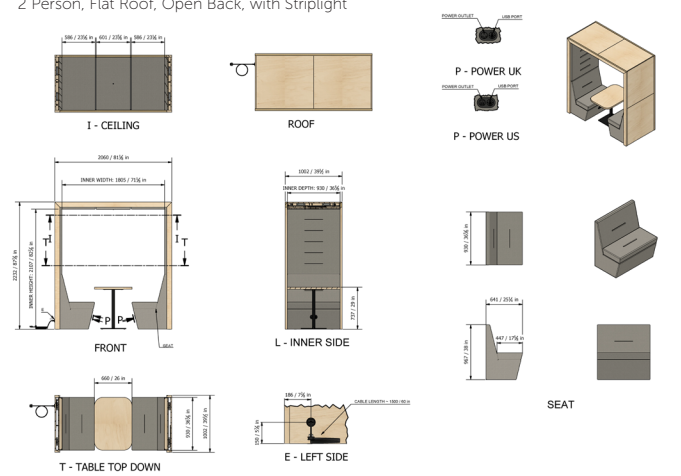 2 Person, Flat Roof, Open Back, with Striplight
586 / 23⅛ in
601 / 23⅝ in
586 / 23⅛ in
I - CEILING
ROOF
POWER OUTLET
USB PORT
P - POWER UK
POWER OUTLET
USB PORT
P - POWER US
2060 / 81⅛ in
INNER WIDTH: 1805 / 71⅛ in
2232 / 87⅞ in
INNER HEIGHT: 2107 / 82⅞ in
I
I
T
T
P
P
E
SEAT
FRONT
1002 / 39½ in
INNER DEPTH: 930 / 36⅝ in
737 / 29 in
L - INNER SIDE
930 / 36⅝ in
641 / 25¼ in
447 / 17⅝ in
967 / 38 in
SEAT
660 / 26 in
930 / 36⅝ in
1002 / 39½ in
T - TABLE TOP DOWN
186 / 7⅜ in
CABLE LENGTH ~
150 / 5⅞ in
E - LEFT SIDE